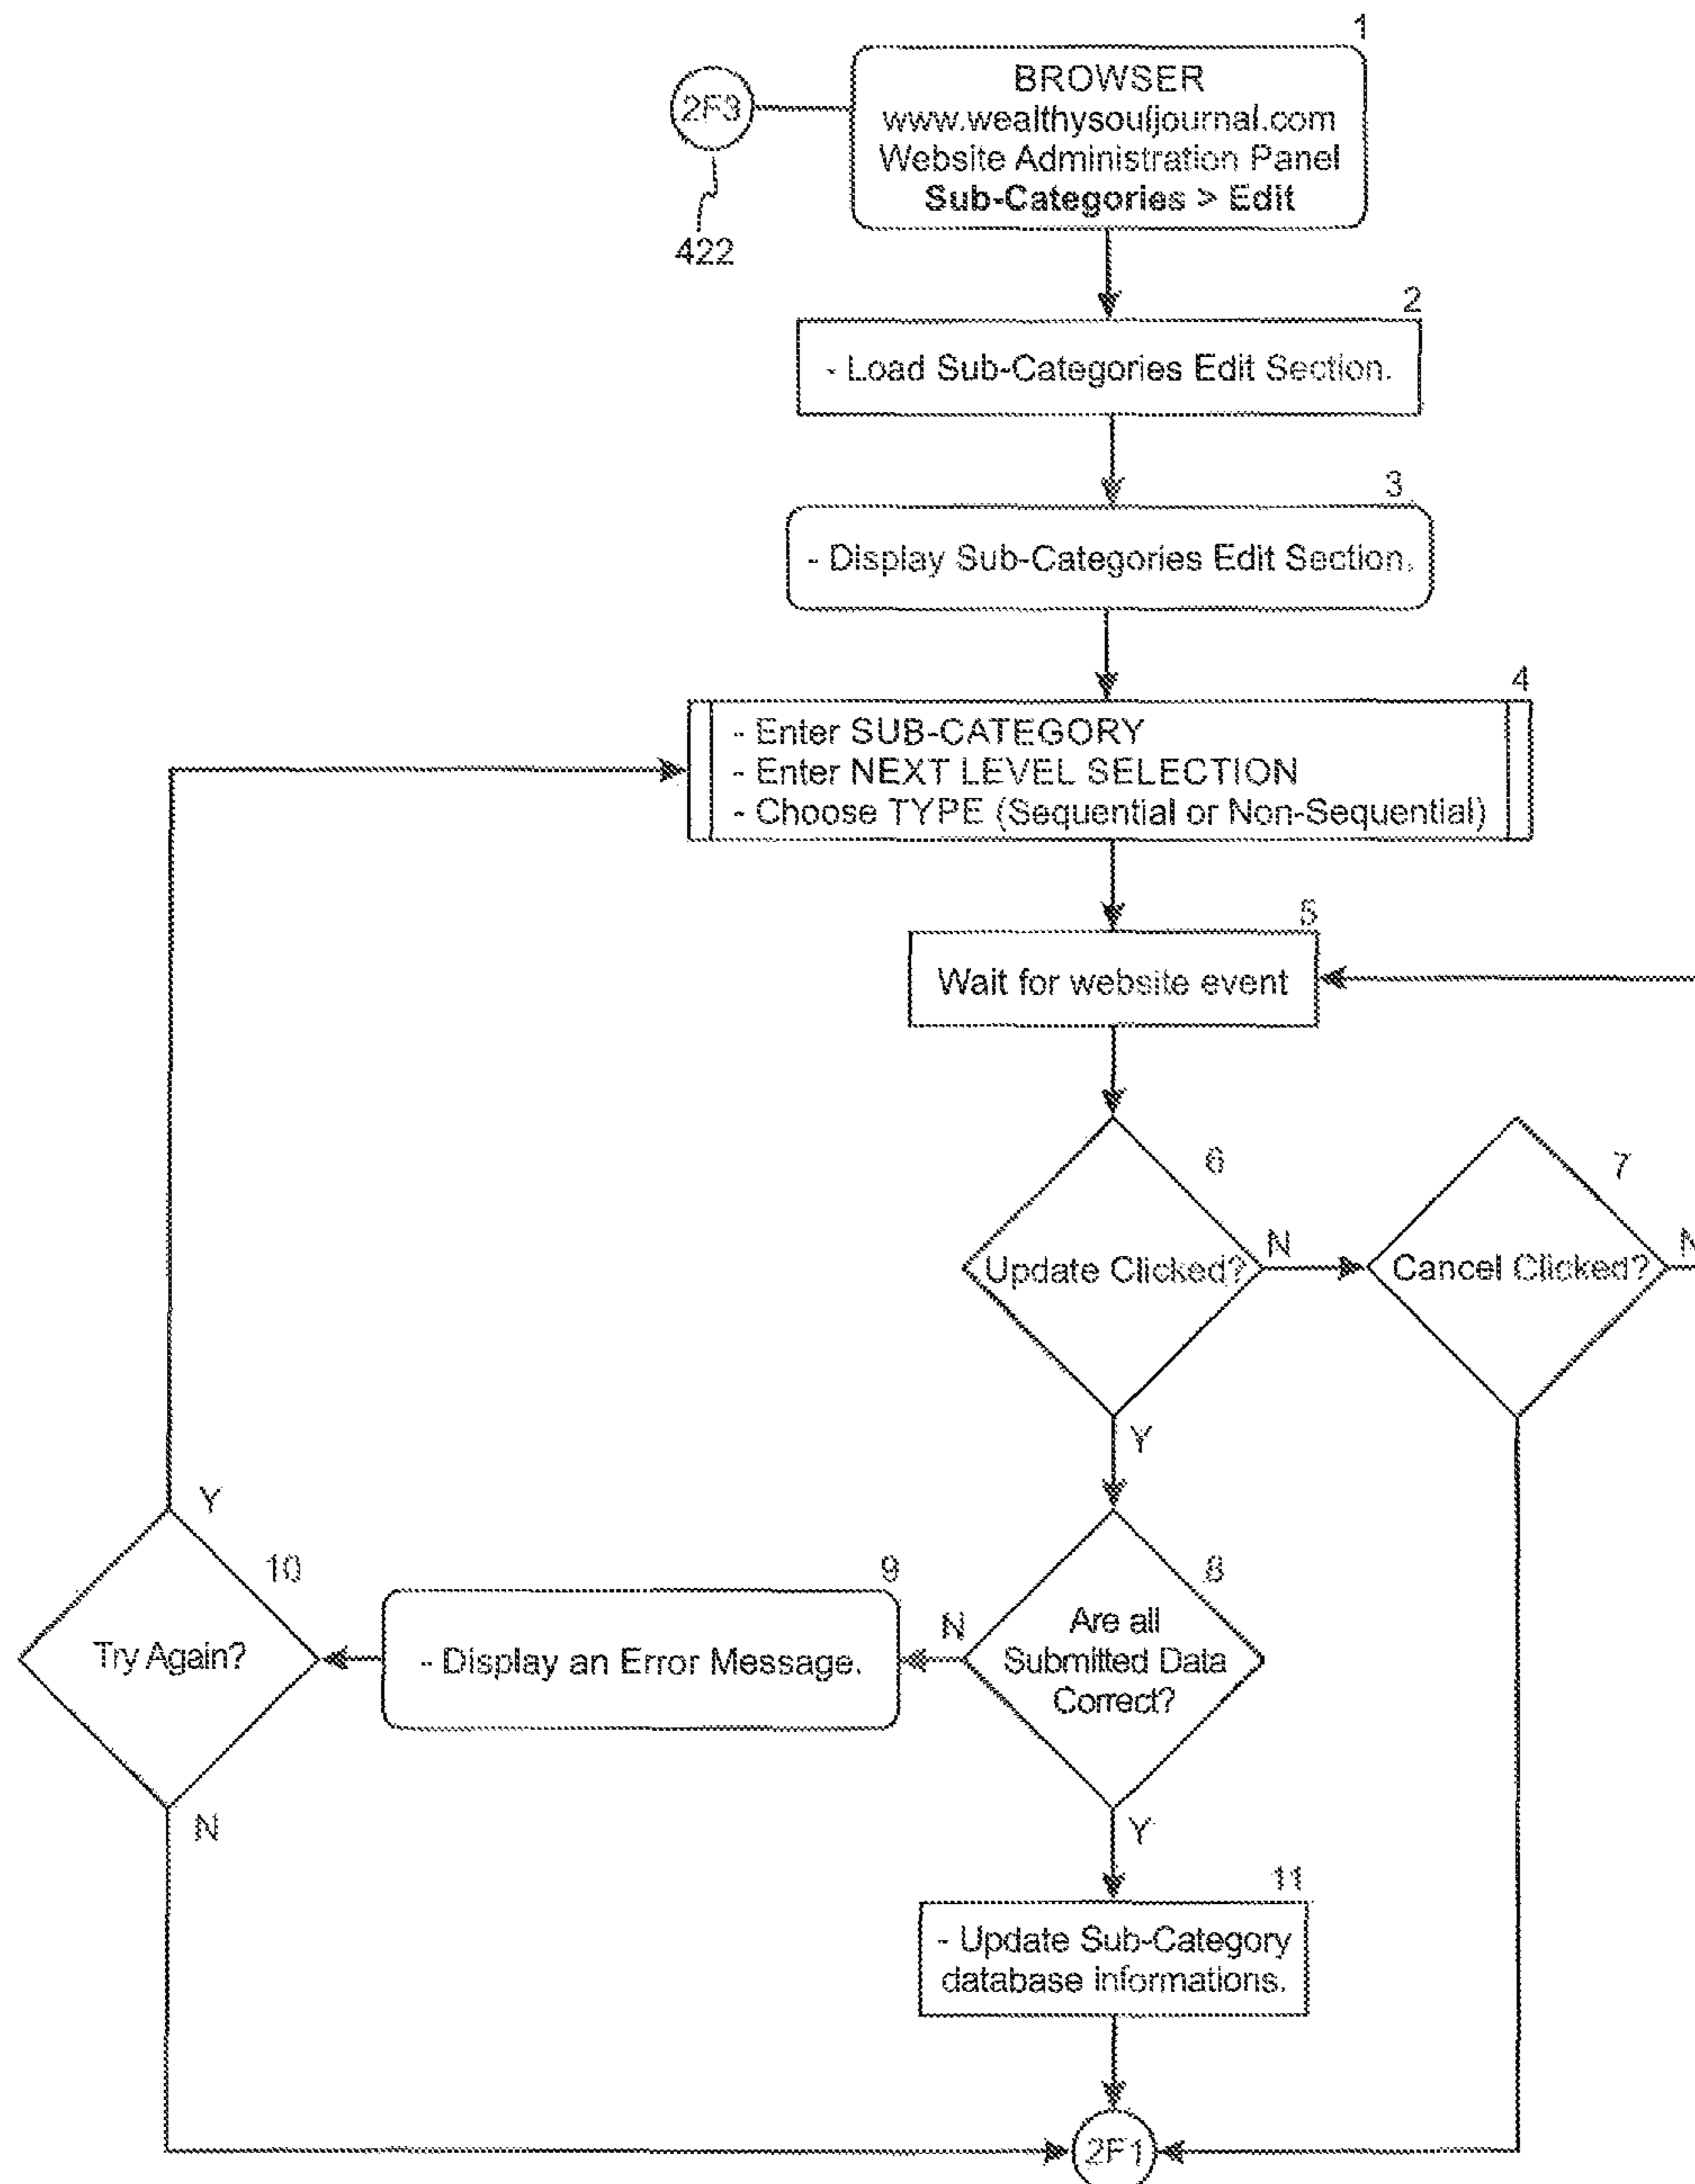 1
2F3
422
BROWSER
www.wealthysouljournal.com
Website Administration Panel
Sub-Categories > Edit
2
- Load Sub-Categories Edit Section.
3
- Display Sub-Categories Edit Section.
4
- Enter SUB-CATEGORY
- Enter NEXT LEVEL SELECTION
- Choose TYPE (Sequential or Non-Sequential)
5
Wait for website event
6
Update Clicked?
N
7
Cancel Clicked?
N
Y
8
Are all
Submitted Data
Correct?
N
9
- Display an Error Message.
10
Try Again?
Y
N
Y
11
- Update Sub-Category
database informations.
2F1